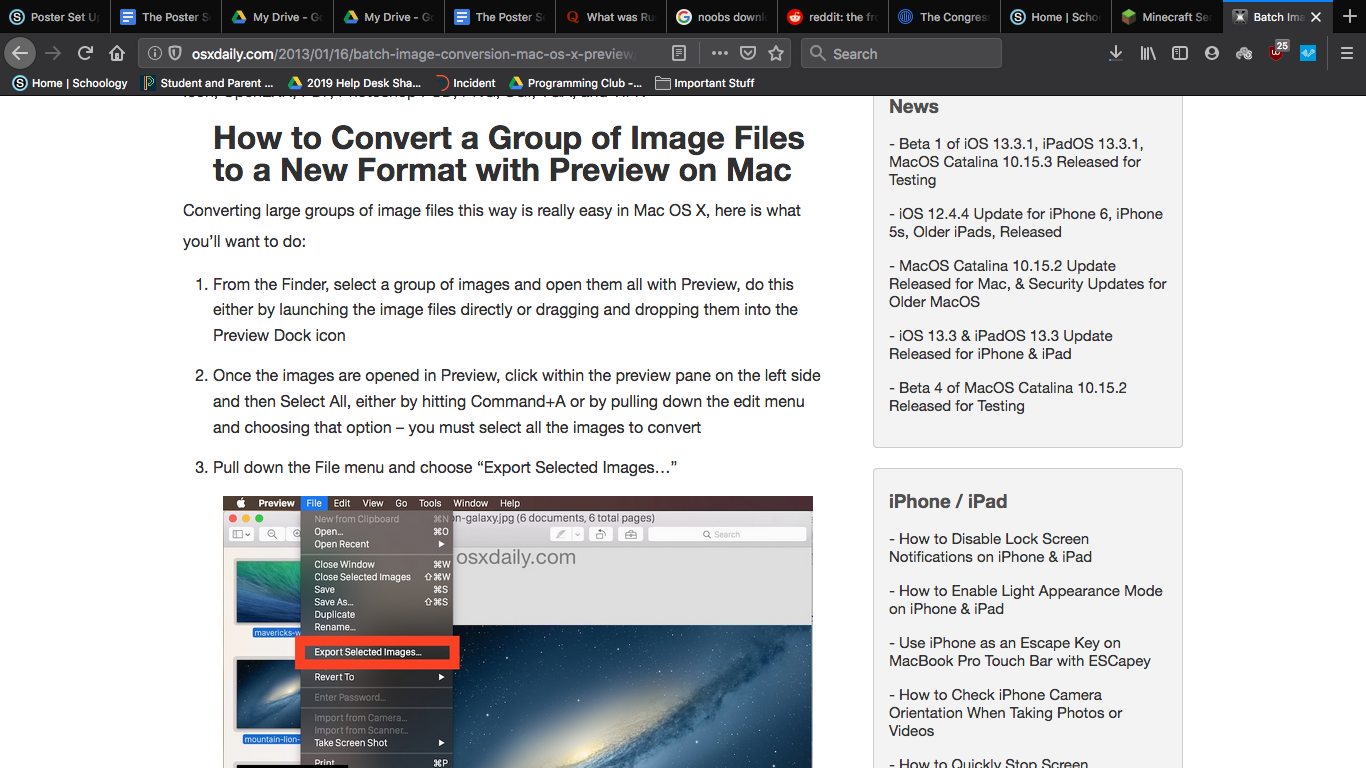 Poster Set Up
The Poster S
My Drive - Go
My Drive - Go
The Poster S
What was Ru
noobs downl
reddit: the fr
The Congress
Home | Schoo
Minecraft Ser
Batch Ima
osxdaily.com/2013/01/16/batch-image-conversion-mac-os-x-preview
Search
25
Home | Schoology
Student and Parent ...
2019 Help Desk Sha...
Incident
Programming Club -...
Important Stuff
How to Convert a Group of Image Files
to a New Format with Preview on Mac
Converting large groups of image files this way is really easy in Mac OS X, here is what
you’ll want to do:
1. From the Finder, select a group of images and open them all with Preview, do this
either by launching the image files directly or dragging and dropping them into the
Preview Dock icon
2. Once the images are opened in Preview, click within the preview pane on the left side
and then Select All, either by hitting Command+A or by pulling down the edit menu
and choosing that option – you must select all the images to convert
3. Pull down the File menu and choose “Export Selected Images…”
Preview File Edit View Go Tools Window Help
on-galaxy.jpg (6 documents, 6 total pages)
Search
osxdaily.com
New from Clipboard ⌘N
Open... ⌘O
Open Recent
Close Window ⌘W
Close Selected Images ⇧⌘W
Save ⌘S
Save As... ⇧⌘S
Duplicate
Rename...
Export Selected Images...
Revert To
Enter Password...
Import from Camera...
Import from Scanner...
Take Screen Shot
Print ⌘P
mavericks-w
mountain-lion-
News
- Beta 1 of iOS 13.3.1, iPadOS 13.3.1,
MacOS Catalina 10.15.3 Released for
Testing
- iOS 12.4.4 Update for iPhone 6, iPhone
5s, Older iPads, Released
- MacOS Catalina 10.15.2 Update
Released for Mac, & Security Updates for
Older MacOS
- iOS 13.3 & iPadOS 13.3 Update
Released for iPhone & iPad
- Beta 4 of MacOS Catalina 10.15.2
Released for Testing
iPhone / iPad
- How to Disable Lock Screen
Notifications on iPhone & iPad
- How to Enable Light Appearance Mode
on iPhone & iPad
- Use iPhone as an Escape Key on
MacBook Pro Touch Bar with ESCapey
- How to Check iPhone Camera
Orientation When Taking Photos or
Videos
- How to Quickly Stop Screen